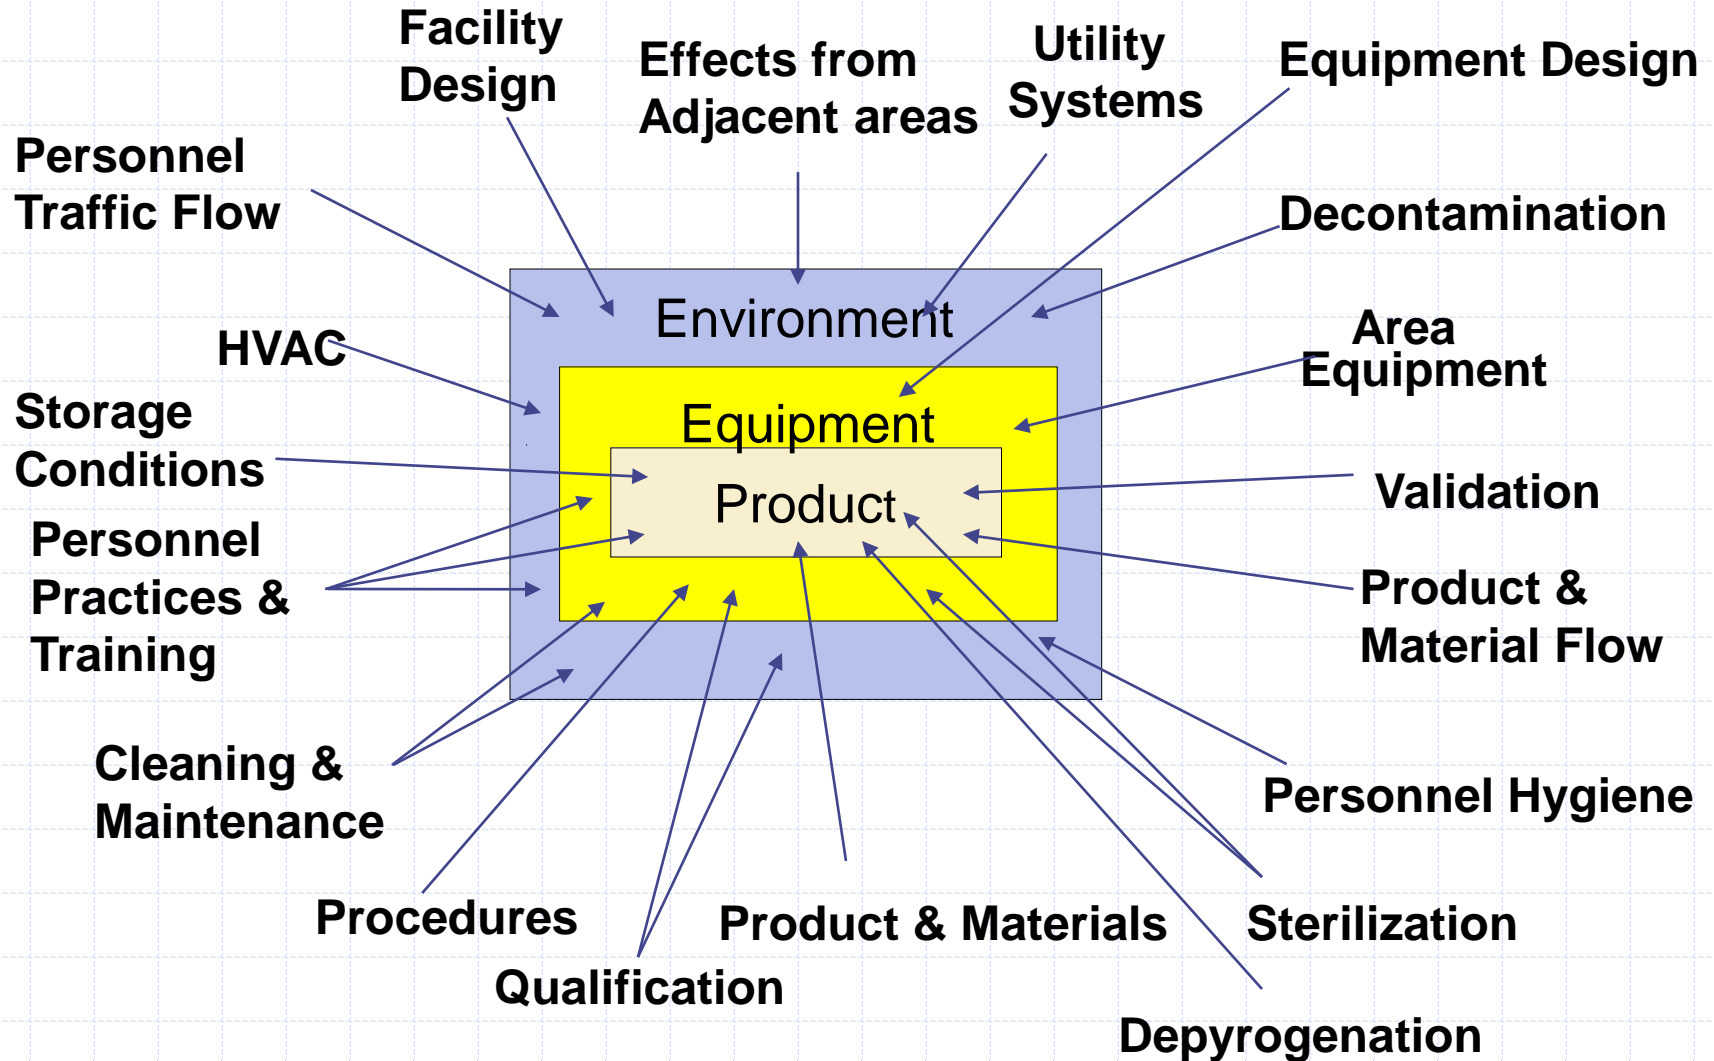 Facility
Design
Effects from
Adjacent areas
Utility
Systems
Equipment Design
Personnel
Traffic Flow
Decontamination
Environment
HVAC
Area
Equipment
Storage
Conditions
Equipment
Product
Validation
Personnel
Practices &
Training
Product &
Material Flow
Cleaning &
Maintenance
Personnel Hygiene
Procedures
Product & Materials
Sterilization
Qualification
Depyrogenation